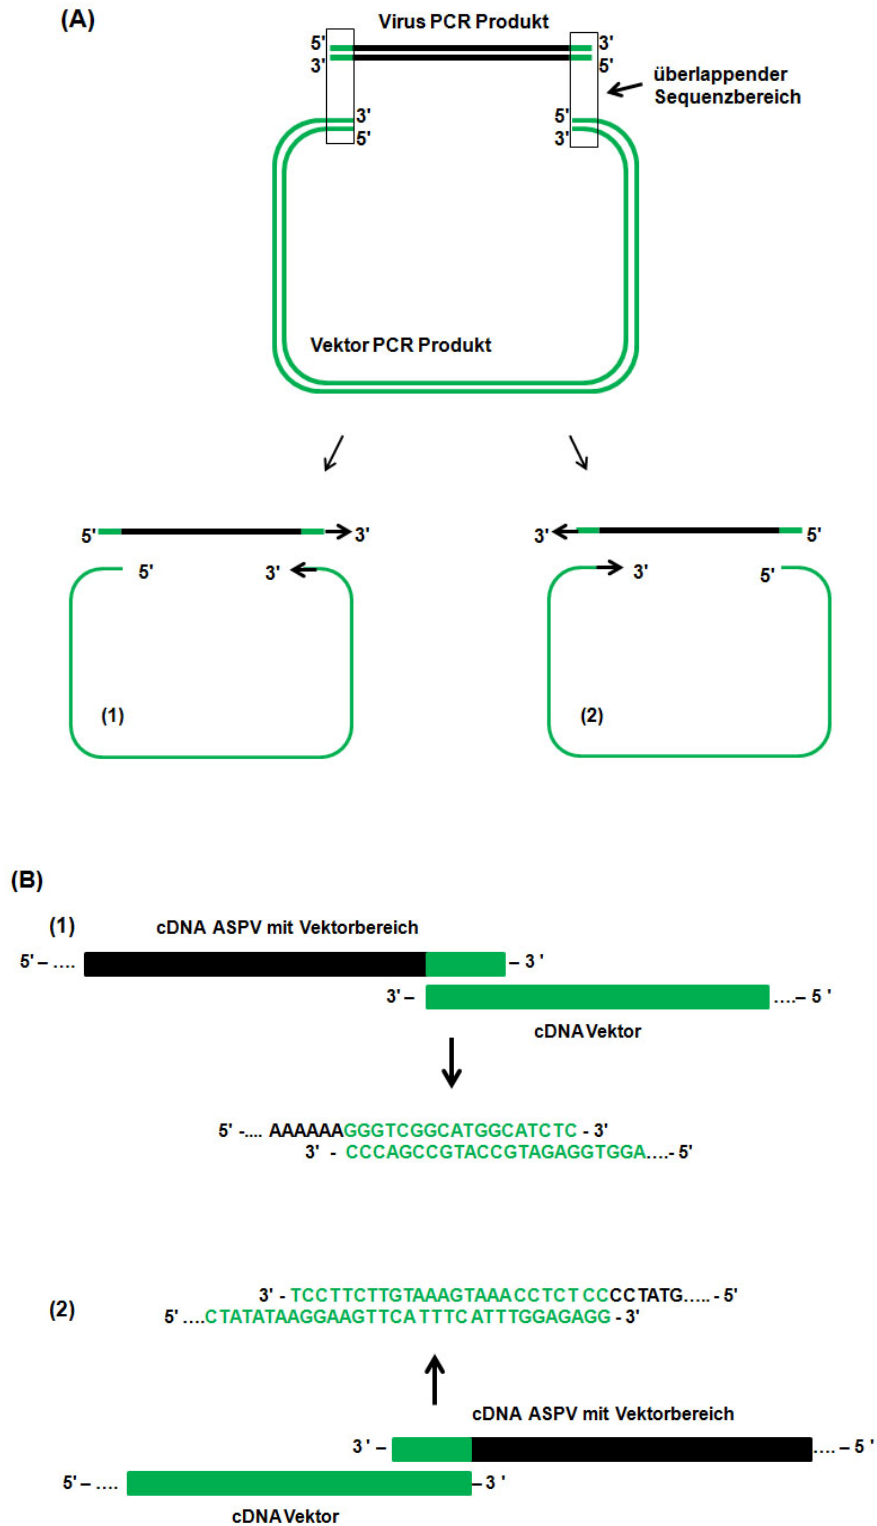 (A)
Virus PCR Produkt
5' 3'
3' 5'
überlappender
Sequenzbereich
3' 5'
5' 3'
Vektor PCR Produkt
5' 3' 3' 5'
5' 3' 3' 5'
(1) (2)
(B)
(1)
cDNA ASPV mit Vektorbereich
5' – .... – 3 '
3' – ....– 5 '
cDNA Vektor
5' -.... AAAAAAGGGTCGGCATGGCATCTC - 3'
3' - CCCAGCCGTACCGTAGAGGTGGA....- 5'
(2)
3' - TCCTTCTTGTAAAGTAAACCTCTCCCCTATG..... - 5'
5' ....CTATATAAGGAAGTTCATTTCATTTGGAGAGG - 3'
cDNA ASPV mit Vektorbereich
3 ' – ....– 5 '
5' – .... – 3 '
cDNA Vektor